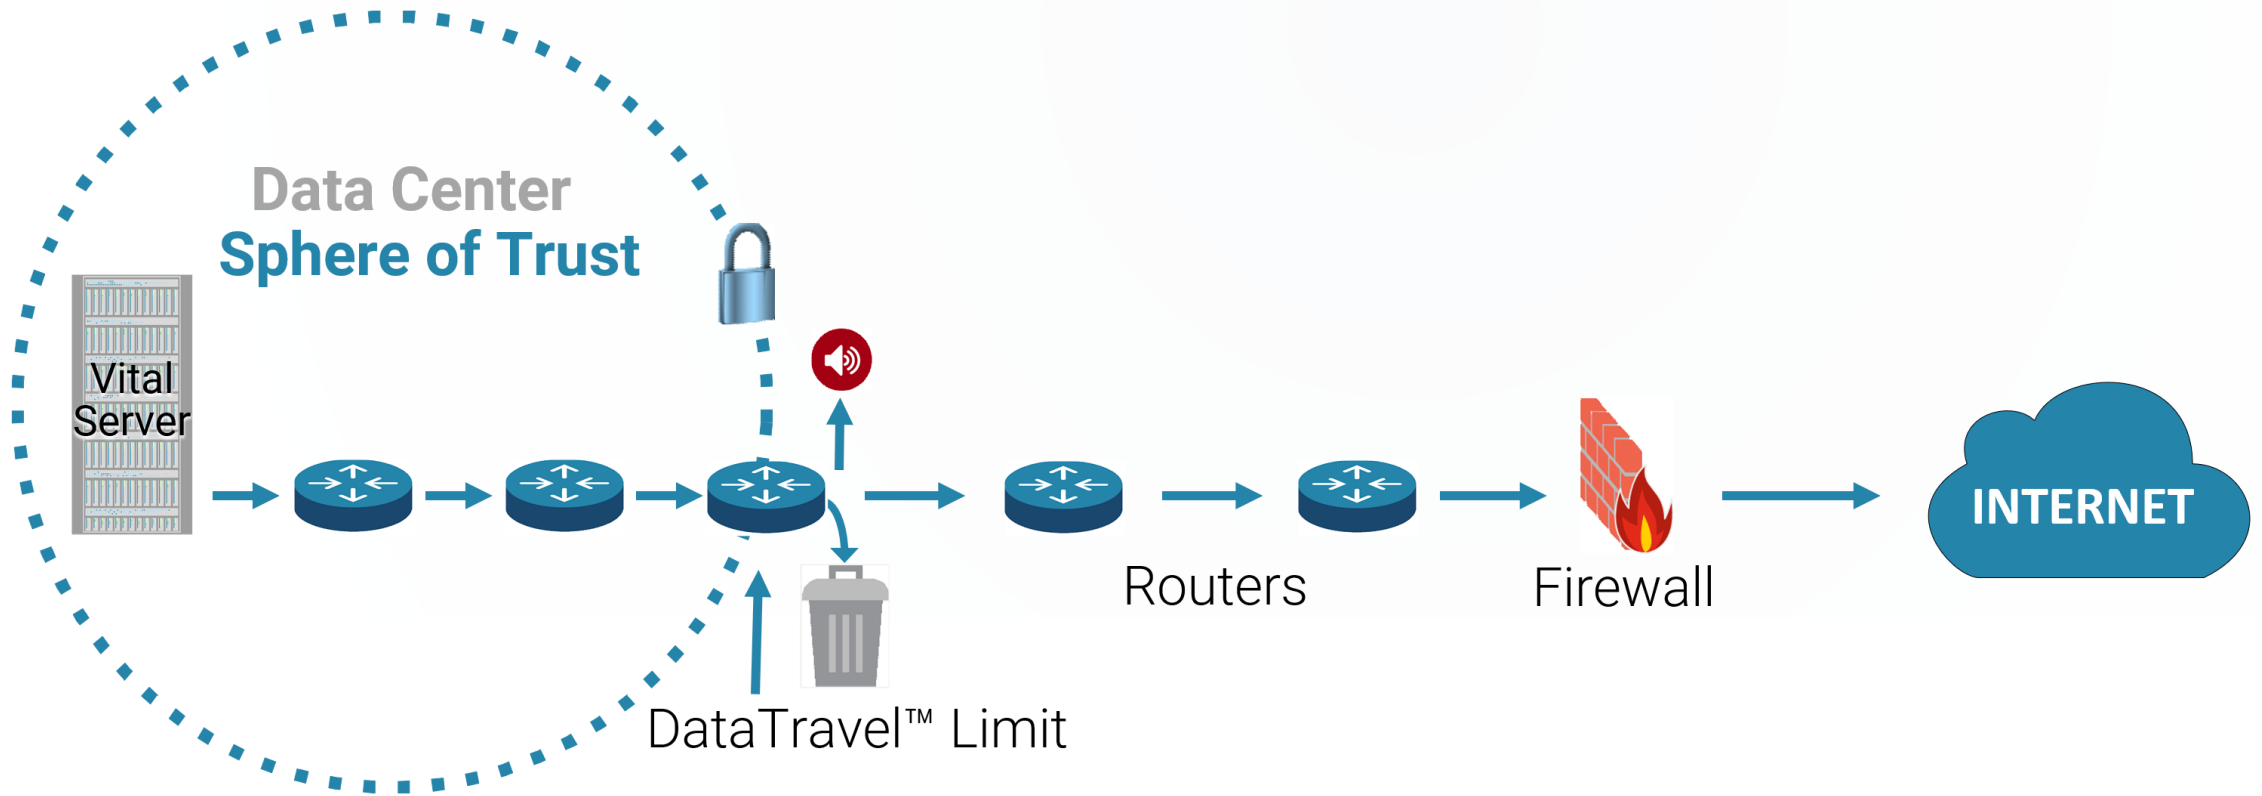 Data Center
Sphere of Trust
Vital
Server
Routers
Firewall
INTERNET
DataTravel™ Limit